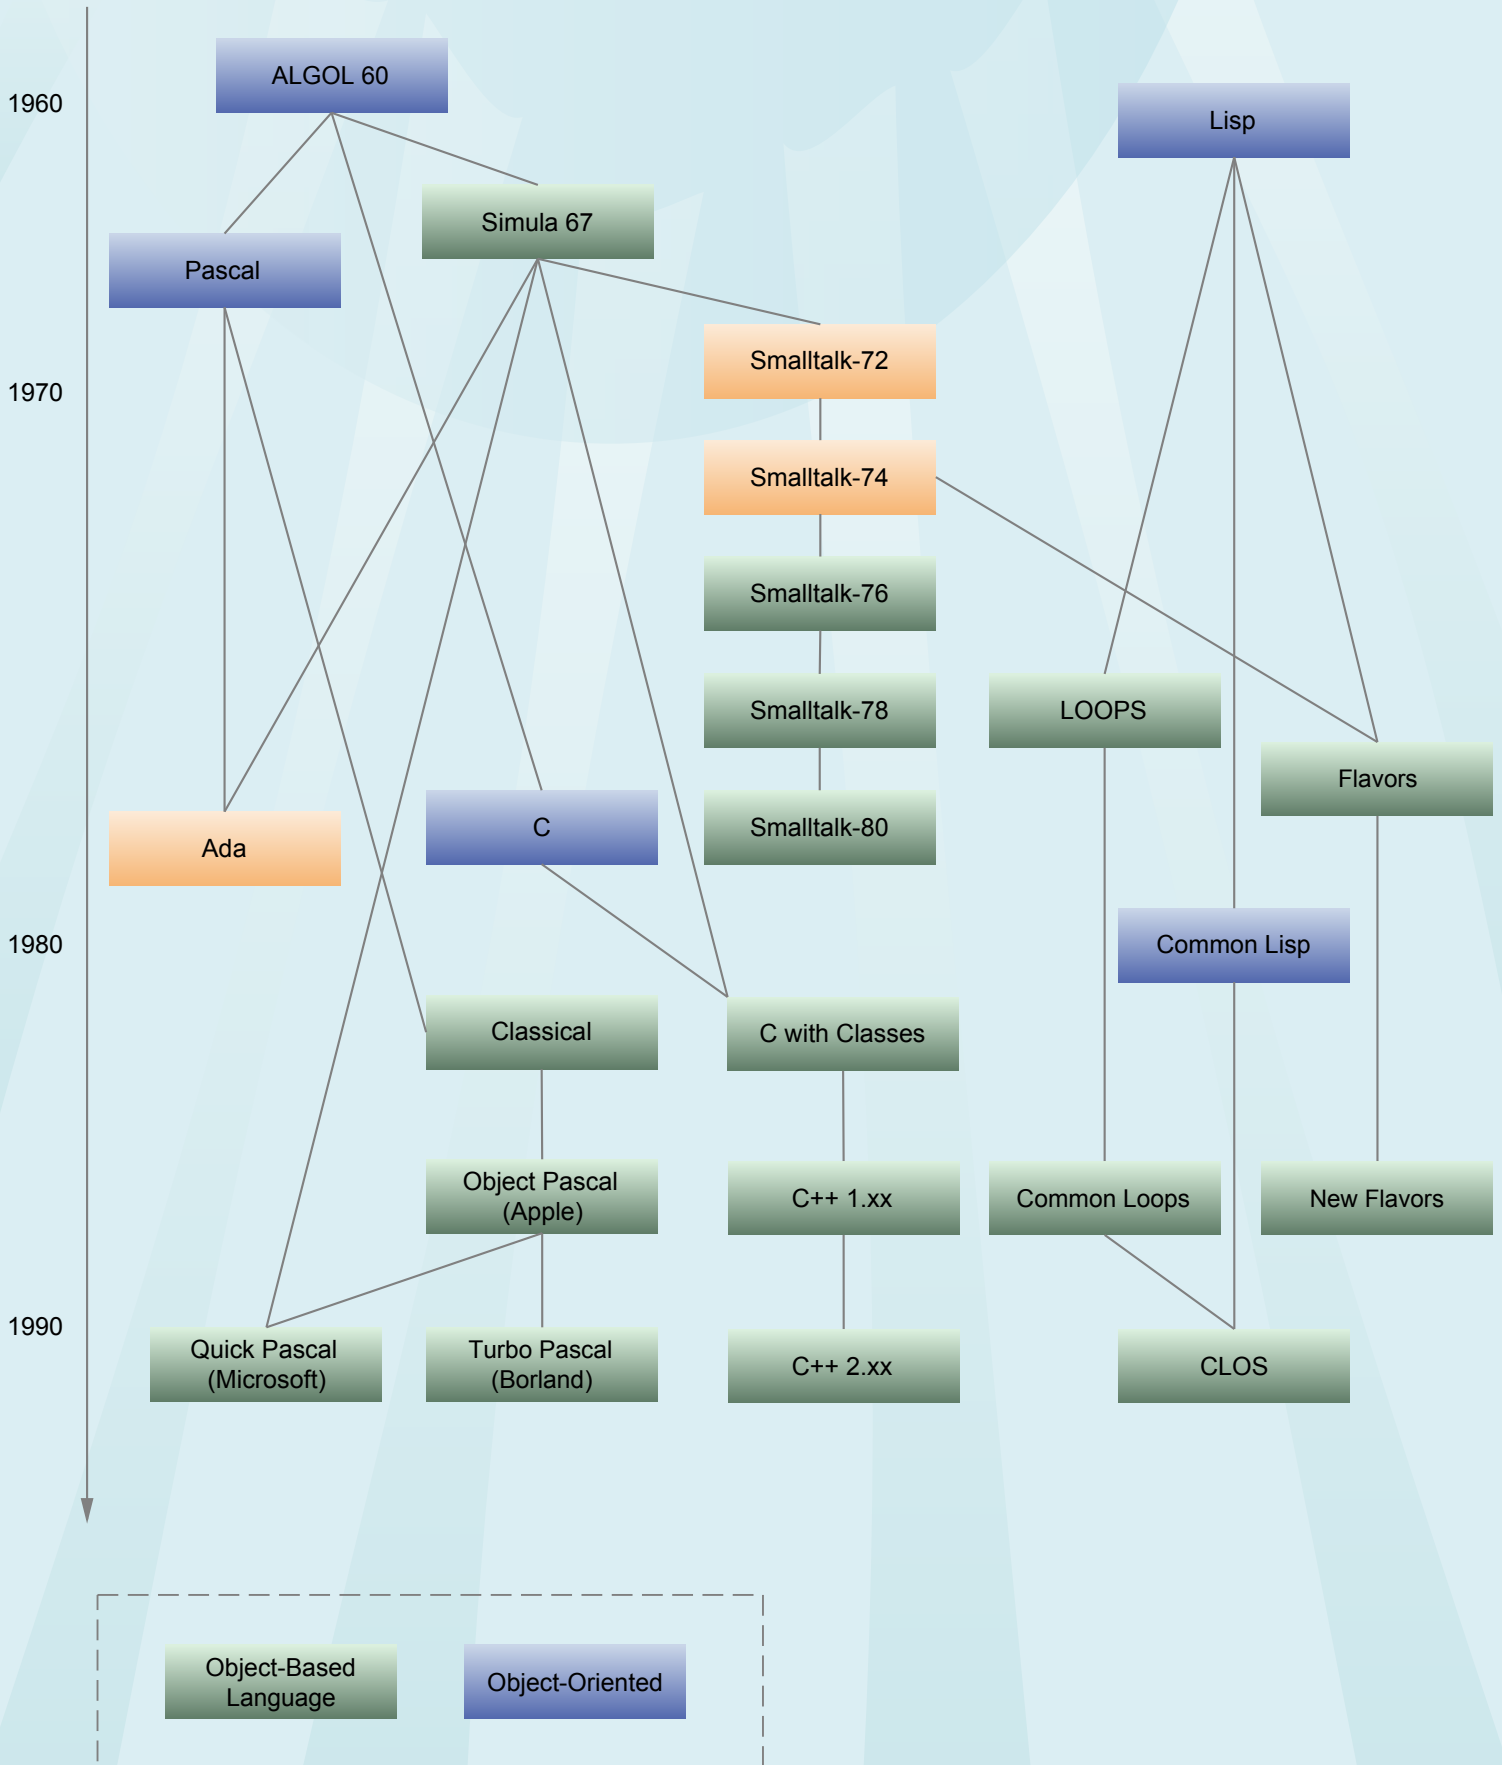 ALGOL 60
1960
Lisp
Simula 67
Pascal
Smalltalk-72
1970
Smalltalk-74
Smalltalk-76
Smalltalk-78
LOOPS
Flavors
C
Smalltalk-80
Ada
1980
Common Lisp
Classical
C with Classes
Object Pascal
(Apple)
C++ 1.xx
Common Loops
New Flavors
1990
Quick Pascal
(Microsoft)
Turbo Pascal
(Borland)
C++ 2.xx
CLOS
Object-Based
Language
Object-Oriented